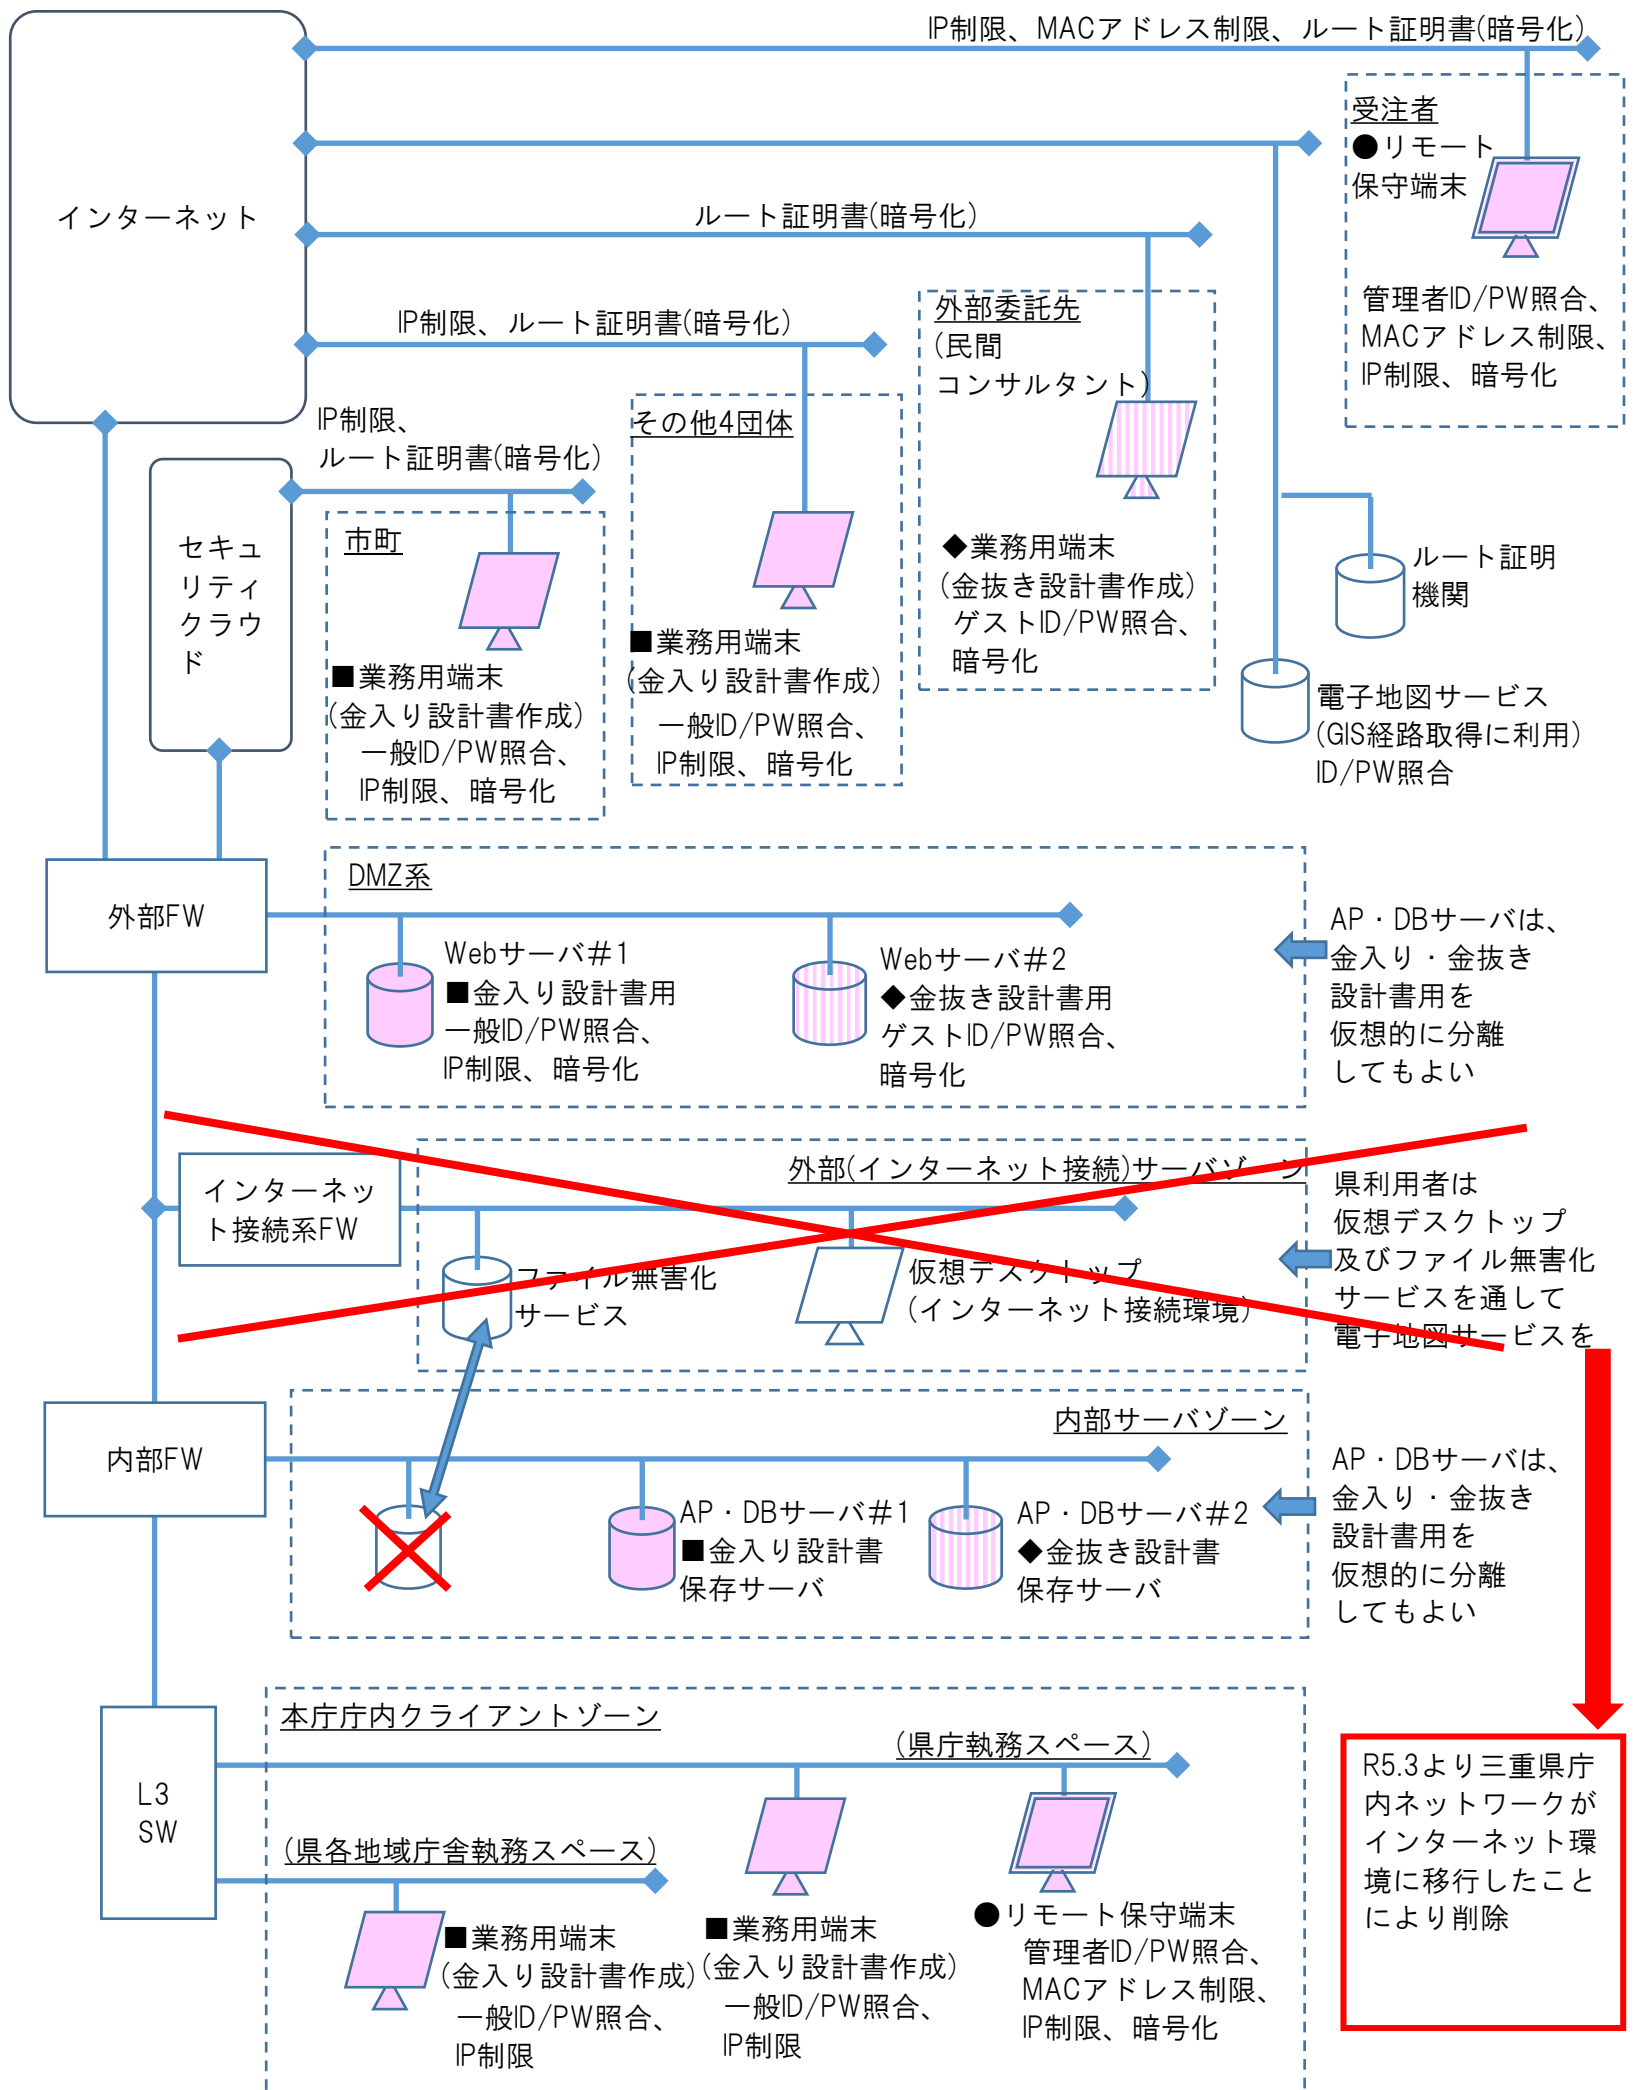 IP制限、MACアドレス制限、ルート証明書(暗号化)
受注者
●リモート
保守端末
管理者ID/PW照合、
MACアドレス制限、
IP制限、暗号化
インターネット
ルート証明書(暗号化)
外部委託先
(民間
コンサルタント)
◆業務用端末
(金抜き設計書作成)
ゲストID/PW照合、
暗号化
IP制限、ルート証明書(暗号化)
その他4団体
■業務用端末
(金入り設計書作成)
一般ID/PW照合、
IP制限、暗号化
IP制限、
ルート証明書(暗号化)
市町
■業務用端末
(金入り設計書作成)
一般ID/PW照合、
IP制限、暗号化
セキュ
リティ
クラウ
ド
ルート証明
機関
電子地図サービス
(GIS経路取得に利用)
ID/PW照合
外部FW
DMZ系
Webサーバ#1
■金入り設計書用
一般ID/PW照合、
IP制限、暗号化
Webサーバ#2
◆金抜き設計書用
ゲストID/PW照合、
暗号化
AP・DBサーバは、
金入り・金抜き
設計書用を
仮想的に分離
してもよい
インターネッ
ト接続系FW
外部(インターネット接続)サーバゾーン
ファイル無害化
サービス
仮想デスクトップ
(インターネット接続環境)
県利用者は
仮想デスクトップ
及びファイル無害化
サービスを通して
電子地図サービスを
内部FW
内部サーバゾーン
AP・DBサーバ#1
■金入り設計書
保存サーバ
AP・DBサーバ#2
◆金抜き設計書
保存サーバ
AP・DBサーバは、
金入り・金抜き
設計書用を
仮想的に分離
してもよい
L3
SW
本庁庁内クライアントゾーン
(県庁執務スペース)
(県各地域庁舎執務スペース)
■業務用端末
(金入り設計書作成)
一般ID/PW照合、
IP制限
■業務用端末
(金入り設計書作成)
一般ID/PW照合、
IP制限
●リモート保守端末
管理者ID/PW照合、
MACアドレス制限、
IP制限、暗号化
R5.3より三重県庁
内ネットワークが
インターネット環
境に移行したこと
により削除